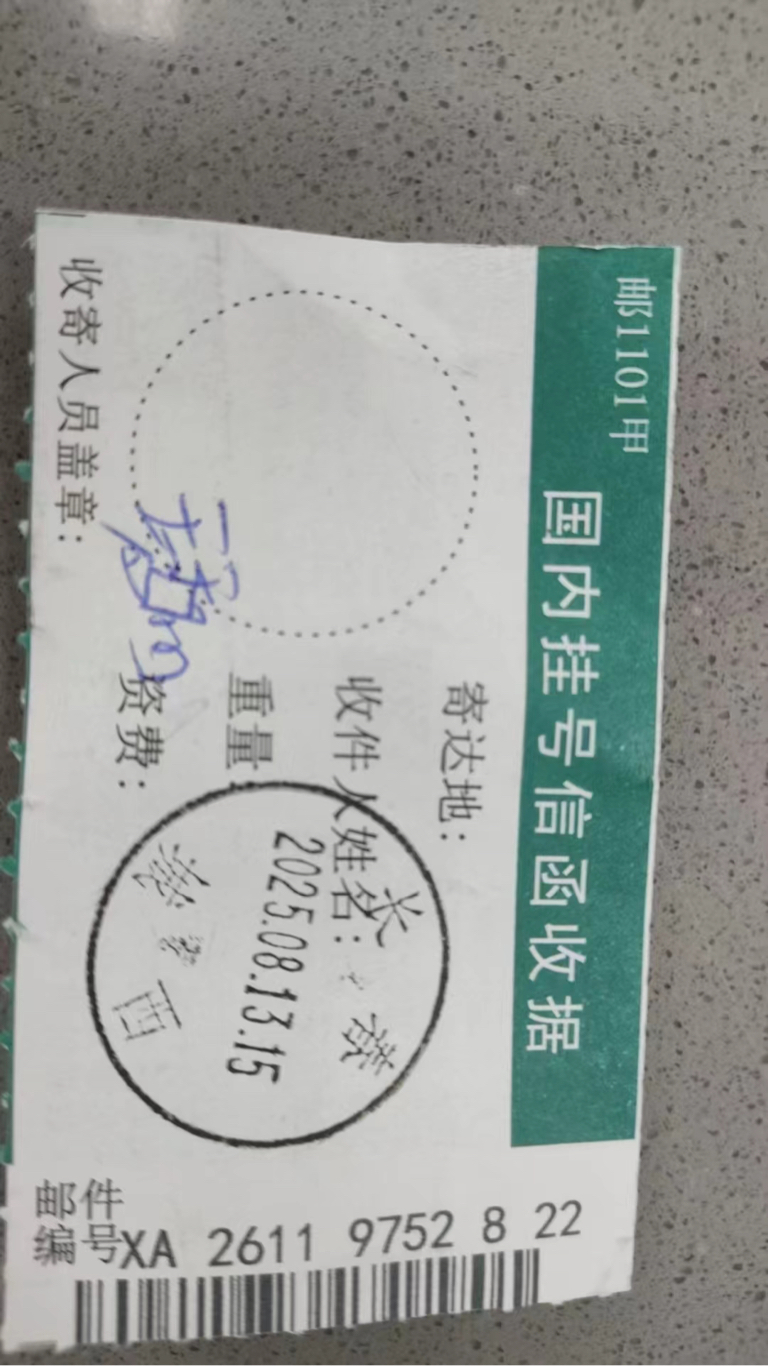 邮1101甲
国内挂号信函收据
寄达地：
收件人姓名：
重量：
资费：
收寄人员盖章：
2025.08.13.15
西
邮件
编号XA 2611 9752 8 22